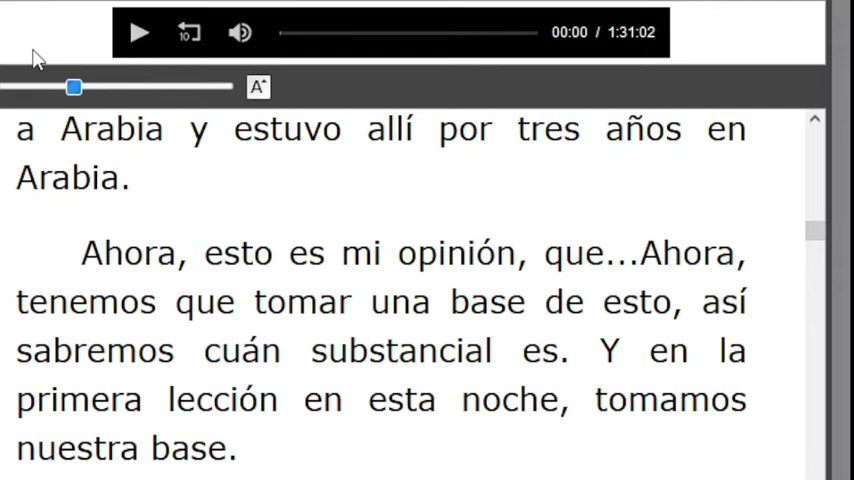 10 00:00 / 1:31:02
A
a Arabia y estuvo allí por tres años en
Arabia.
Ahora, esto es mi opinión, que...Ahora,
tenemos que tomar una base de esto, así
sabremos cuán substancial es. Y en la
primera lección en esta noche, tomamos
nuestra base.